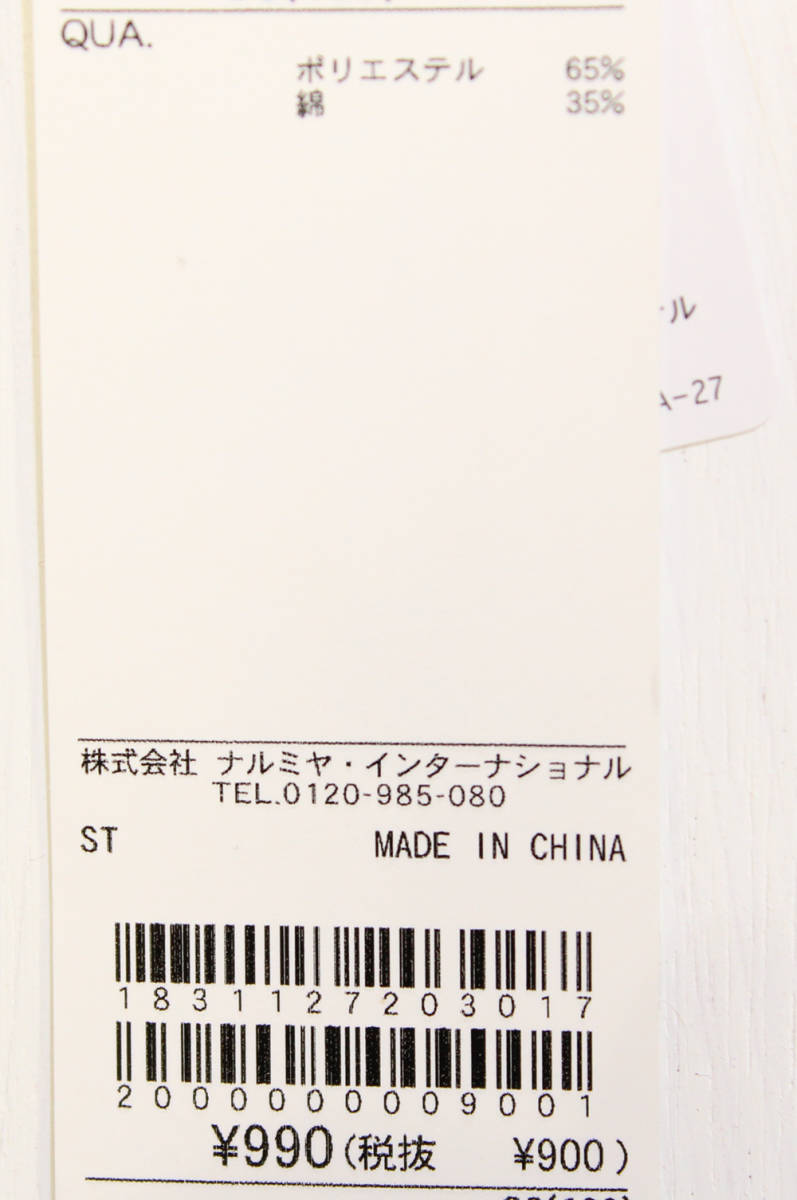 QUA.
ポリエステル 65%
綿 35%
ル
-27
株式会社 ナルミヤ・インターナショナル
TEL.0120-985-080
ST MADE IN CHINA
1831127203017
2000000009001
¥990(税抜 ¥900)